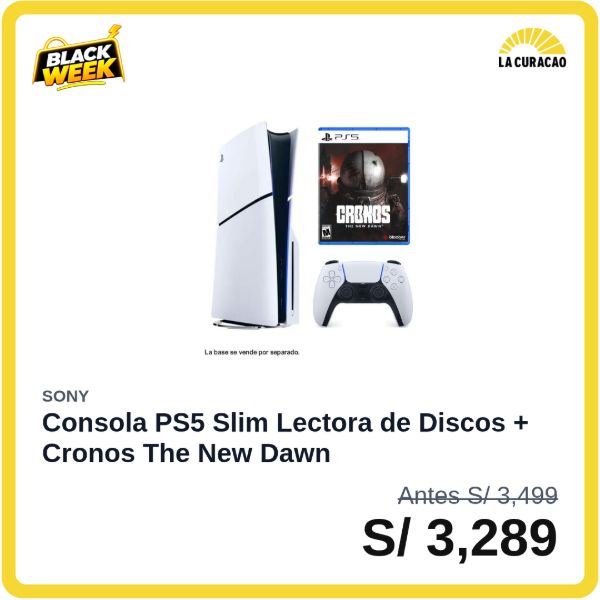 BLACK
WEEK
LA CURACAO
PS5
CRONOS
THE NEW DAWN
M
La base se vende por separado.
SONY
Consola PS5 Slim Lectora de Discos +
Cronos The New Dawn
Antes S/ 3,499
S/ 3,289